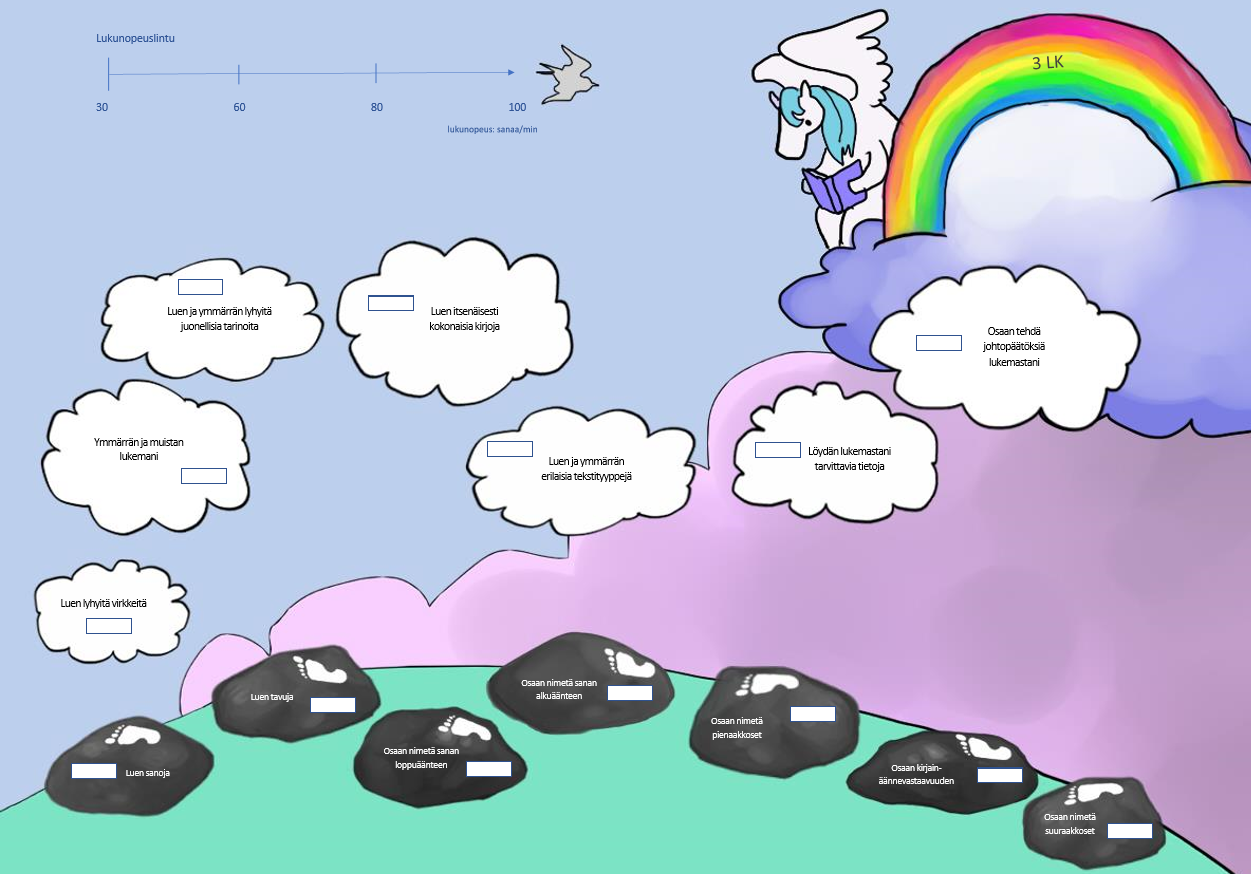 Lukunopeuslintu
30 60 80 100
lukunopeus: sanaa/min
3 LK
Luen ja ymmärrän lyhyitä
juonellisia tarinoita
Luen itsenäisesti
kokonaisia kirjoja
Osaan tehdä
johtopäätöksiä
lukemastani
Ymmärrän ja muistan
lukemani
Luen ja ymmärrän
erilaisia tekstityyppejä
Löydän lukemastani
tarvittavia tietoja
Luen lyhyitä virkkeitä
Luen tavuja
Osaan nimetä sanan
alkuäänteen
Osaan nimetä
pienaakkoset
Luen sanoja
Osaan nimetä sanan
loppuäänteen
Osaan kirjain-
äännevastaavuuden
Osaan nimetä
suuraakkoset